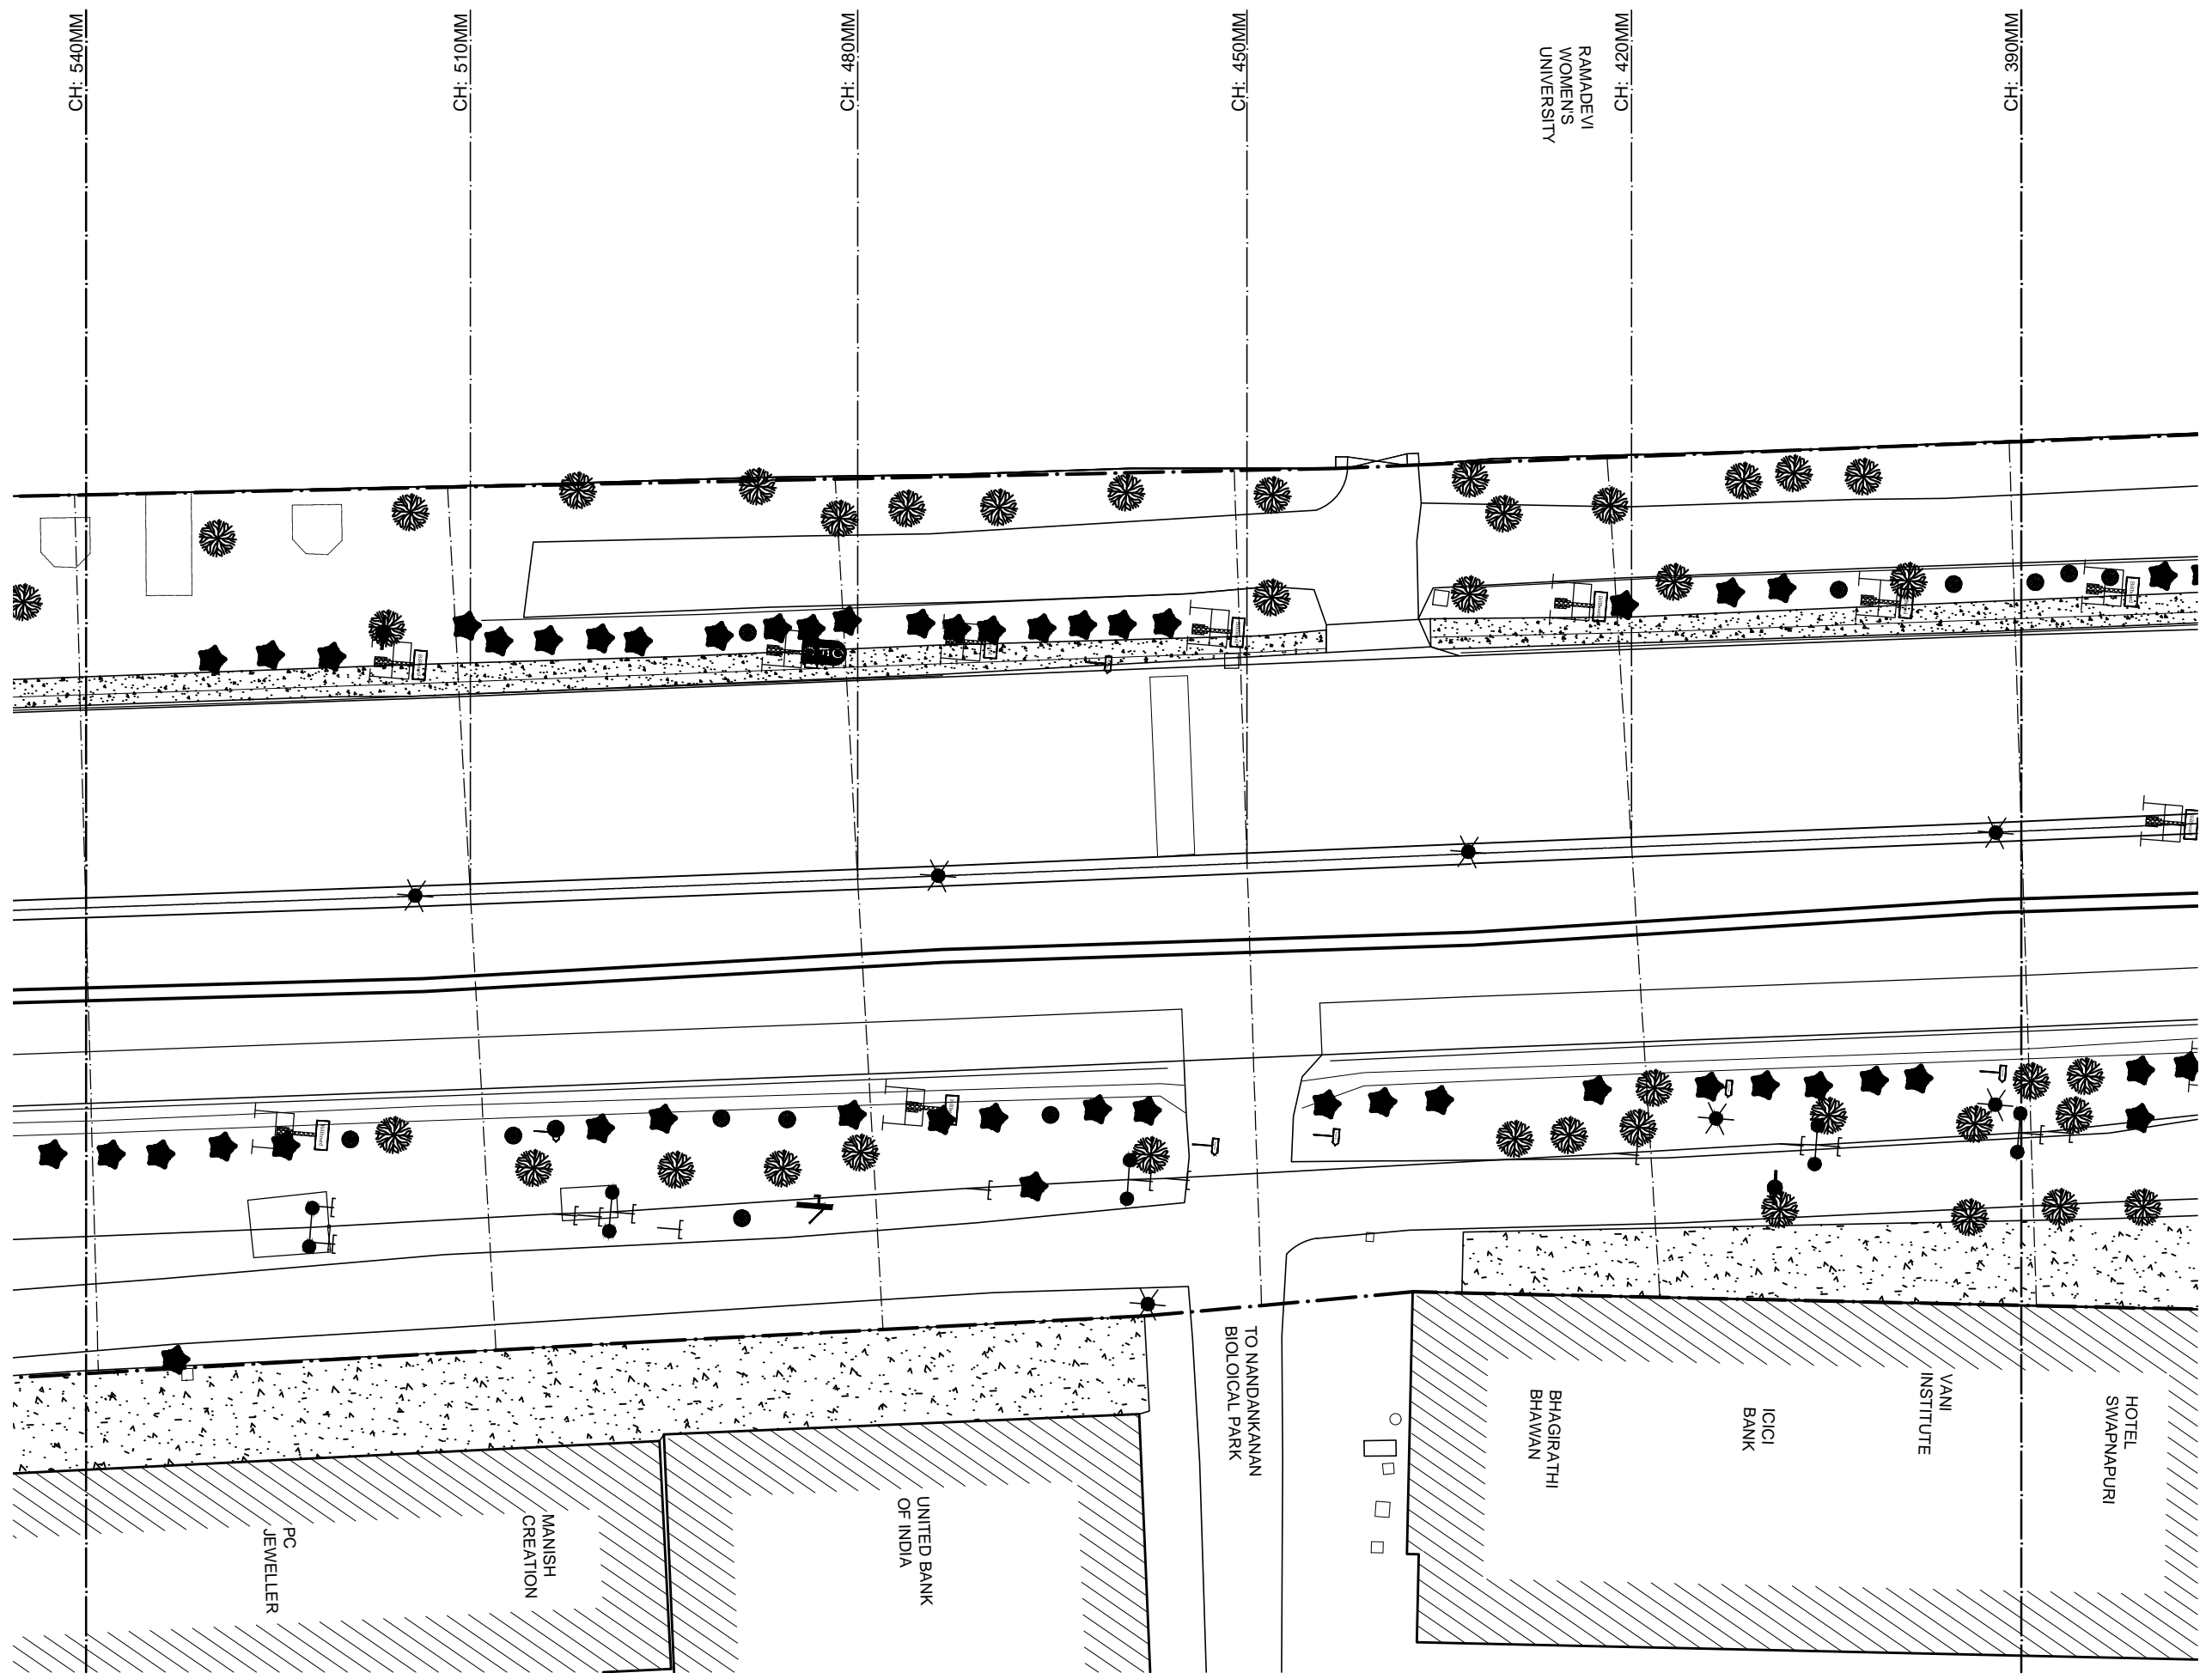 CH: 540MM
CH: 510MM
CH: 480MM
CH: 450MM
RAMADEVI
WOMEN'S
UNIVERSITY
CH: 420MM
CH: 390MM
TO NANDANKANAN
BIOLOICAL PARK
BHAGIRATHI
BHAWAN
ICICI
BANK
VANI
INSTITUTE
HOTEL
SWAPNAPURI
PC
JEWELLER
MANISH
CREATION
UNITED BANK
OF INDIA